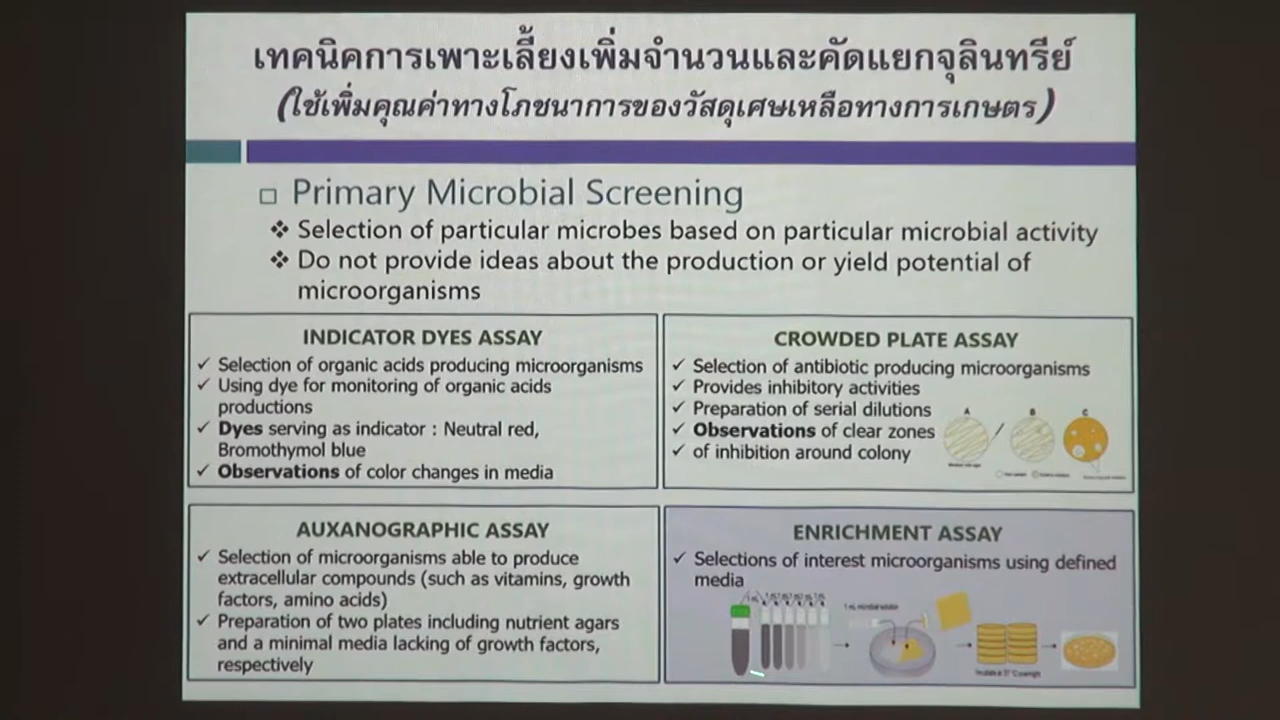 เทคนิคการเพาะเลี้ยงเพิ่มจำนวนและคัดแยกจุลินทรีย์
(ใช้เพิ่มคุณค่าทางโภชนาการของวัสดุเศษเหลือทางการเกษตร)
Primary Microbial Screening
Selection of particular microbes based on particular microbial activity
Do not provide ideas about the production or yield potential of
microorganisms
INDICATOR DYES ASSAY
Selection of organic acids producing microorganisms
Using dye for monitoring of organic acids
productions
Dyes serving as indicator : Neutral red,
Bromothymol blue
Observations of color changes in media
CROWDED PLATE ASSAY
Selection of antibiotic producing microorganisms
Provides inhibitory activities
Preparation of serial dilutions
Observations of clear zones
of inhibition around colony
A B C
AUXANOGRAPHIC ASSAY
Selection of microorganisms able to produce
extracellular compounds (such as vitamins, growth
factors, amino acids)
Preparation of two plates including nutrient agars
and a minimal media lacking of growth factors,
respectively
ENRICHMENT ASSAY
Selections of interest microorganisms using defined
media